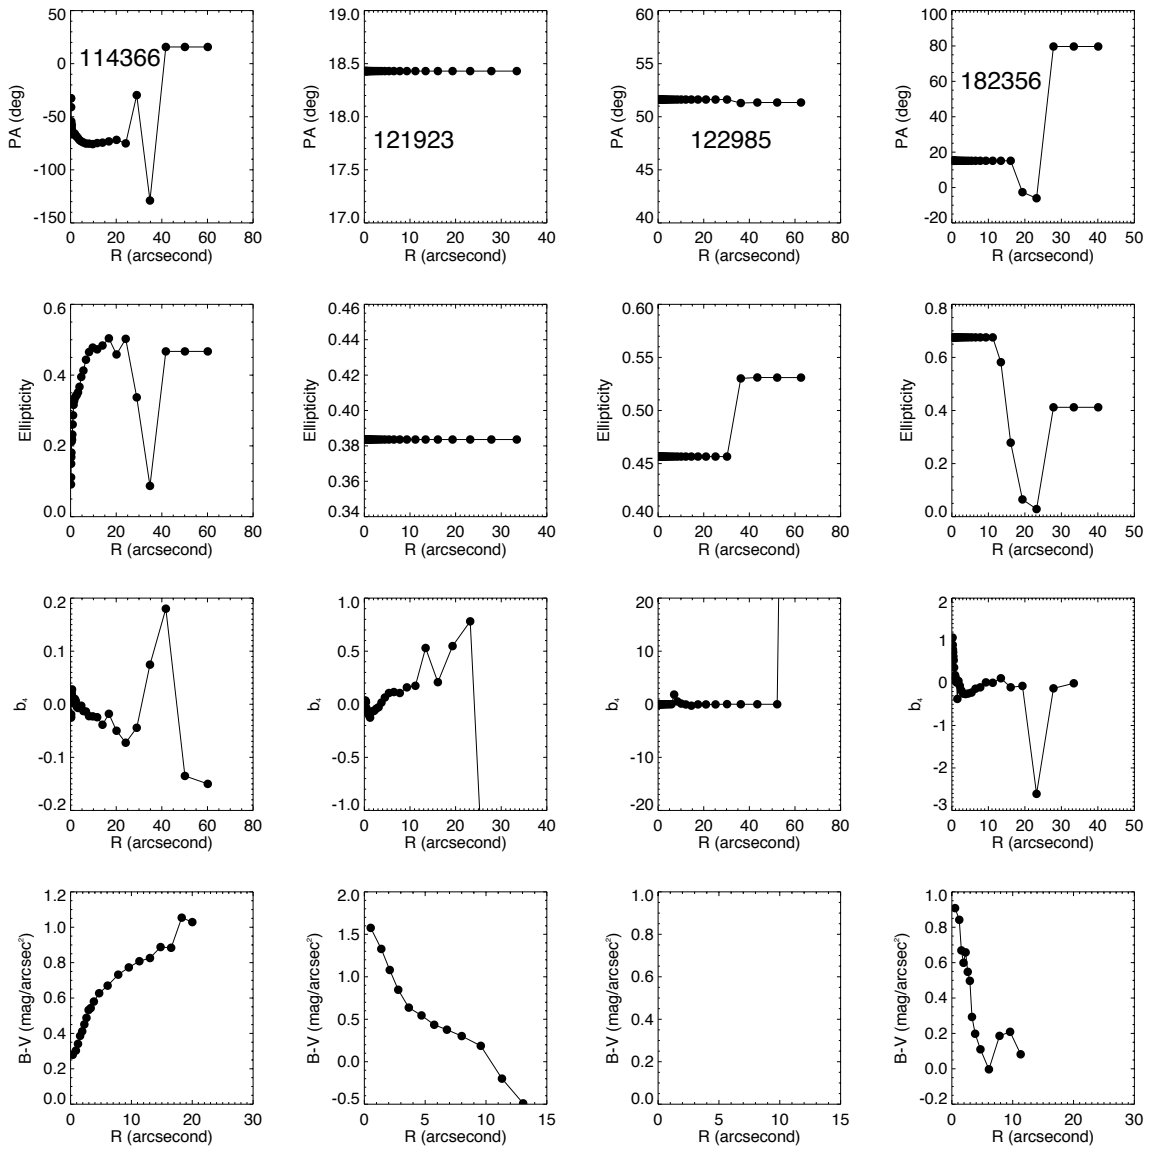 50
0
-50
-100
-150
PA (deg)
114366
0 20 40 60 80
R (arcsecond)
19.0
18.5
18.0
17.5
17.0
PA (deg)
121923
0 10 20 30 40
R (arcsecond)
60
55
50
45
40
PA (deg)
122985
0 20 40 60 80
R (arcsecond)
100
80
60
40
20
0
-20
PA (deg)
182356
0 10 20 30 40 50
R (arcsecond)
0.6
0.4
0.2
0.0
Ellipticity
0 20 40 60 80
R (arcsecond)
0.46
0.44
0.42
0.40
0.38
0.36
0.34
Ellipticity
0 10 20 30 40
R (arcsecond)
0.60
0.55
0.50
0.45
0.40
Ellipticity
0 20 40 60 80
R (arcsecond)
0.8
0.6
0.4
0.2
0.0
Ellipticity
0 10 20 30 40 50
R (arcsecond)
0.2
0.1
0.0
-0.1
-0.2
b₄
0 20 40 60 80
R (arcsecond)
1.0
0.5
0.0
-0.5
-1.0
b₄
0 10 20 30 40
R (arcsecond)
20
10
0
-10
-20
b₄
0 20 40 60 80
R (arcsecond)
2
1
0
-1
-2
-3
b₄
0 10 20 30 40 50
R (arcsecond)
1.2
1.0
0.8
0.6
0.4
0.2
0.0
B-V (mag/arcsec²)
0 10 20 30
R (arcsecond)
2.0
1.5
1.0
0.5
0.0
-0.5
B-V (mag/arcsec²)
0 5 10 15
R (arcsecond)
1.0
0.8
0.6
0.4
0.2
0.0
B-V (mag/arcsec²)
0 5 10 15
R (arcsecond)
1.0
0.8
0.6
0.4
0.2
0.0
-0.2
B-V (mag/arcsec²)
0 10 20 30
R (arcsecond)